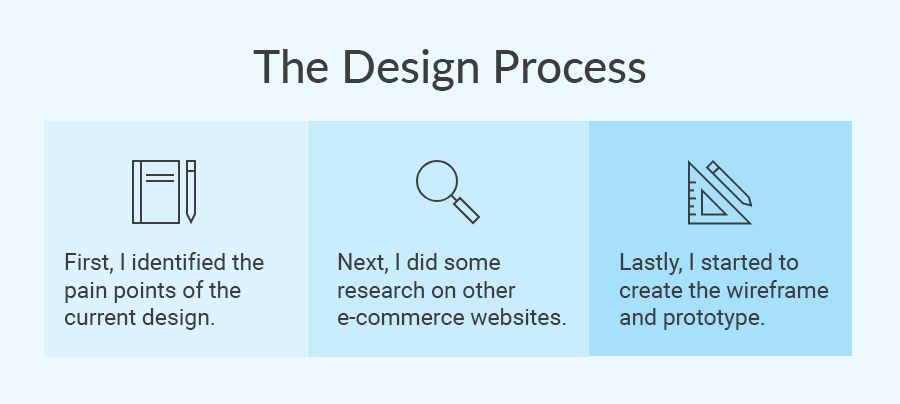 The Design Process
First, I identified the
pain points of the
current design.
Next, I did some
research on other
e-commerce websites.
Lastly, I started to
create the wireframe
and prototype.